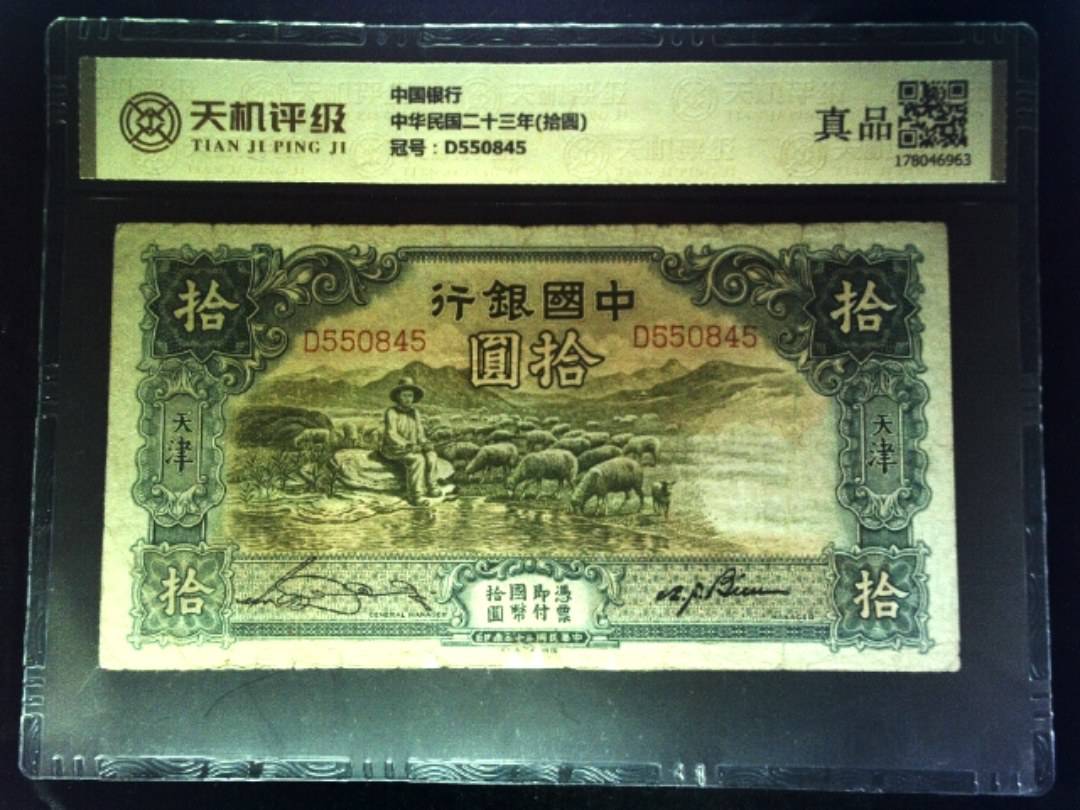 天机评级
TIAN JI PING JI
中国银行
中华民国二十三年(拾圆)
冠号：D550845
真品
178046963
拾
拾
行銀國中
D550845
D550845
圓拾
天津
天津
拾
拾
憑票
即付
國幣
拾圓
GENERAL MANAGER
MANAGER